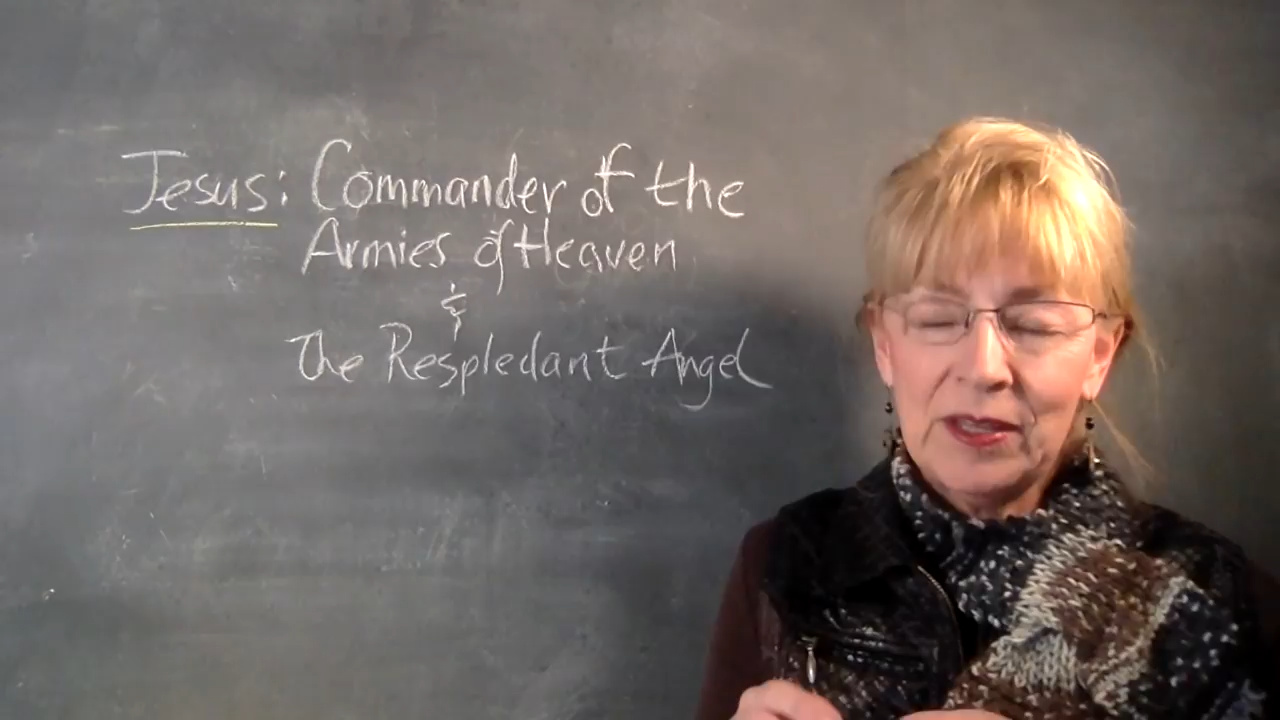 Jesus: Commander of the
Armies of Heaven
&
The Respledant Angel